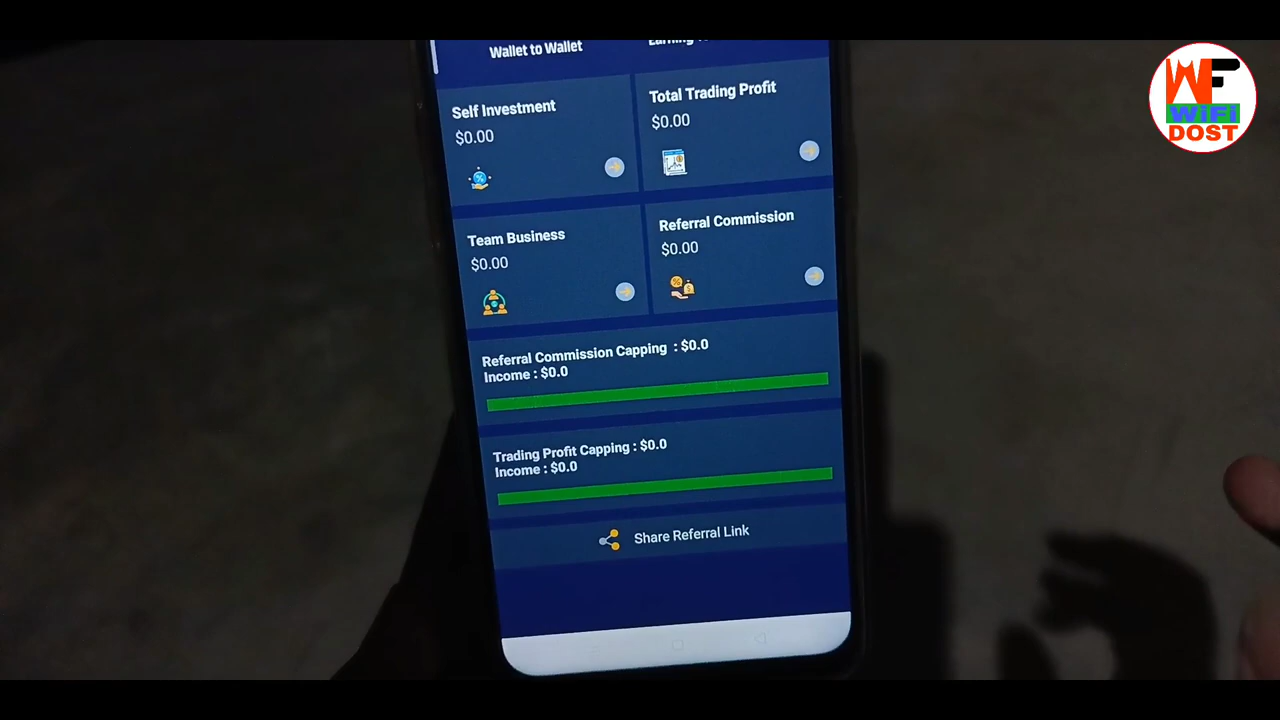 Wallet to Wallet
Self Investment
$0.00
Total Trading Profit
$0.00
Team Business
$0.00
Referral Commission
$0.00
Referral Commission Capping : $0.0
Income : $0.0
Trading Profit Capping : $0.0
Income : $0.0
Share Referral Link
WF
WiFi
DOST